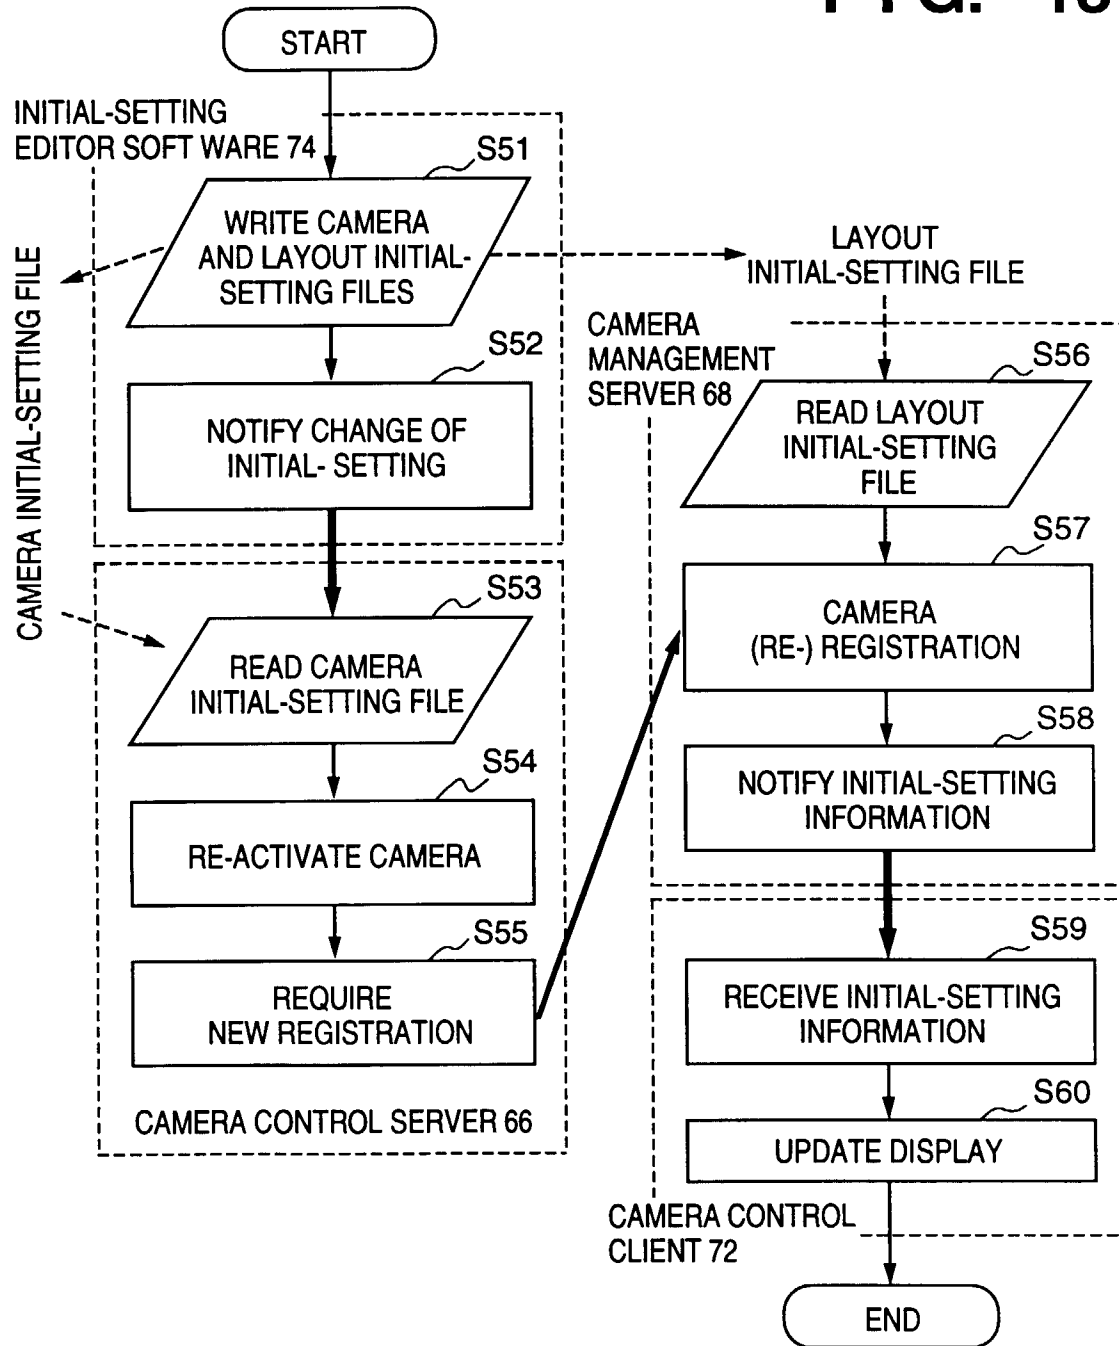 FIG.
START
INITIAL-SETTING
EDITOR SOFT WARE 74
S51
WRITE CAMERA
AND LAYOUT INITIAL-
SETTING FILES
S52
NOTIFY CHANGE OF
INITIAL- SETTING
CAMERA INITIAL-SETTING FILE
S53
READ CAMERA
INITIAL-SETTING FILE
S54
RE-ACTIVATE CAMERA
S55
REQUIRE
NEW REGISTRATION
CAMERA CONTROL SERVER 66
LAYOUT
INITIAL-SETTING FILE
CAMERA
MANAGEMENT
SERVER 68
S56
READ LAYOUT
INITIAL-SETTING
FILE
S57
CAMERA
(RE-) REGISTRATION
S58
NOTIFY INITIAL-SETTING
INFORMATION
S59
RECEIVE INITIAL-SETTING
INFORMATION
S60
UPDATE DISPLAY
CAMERA CONTROL
CLIENT 72
END